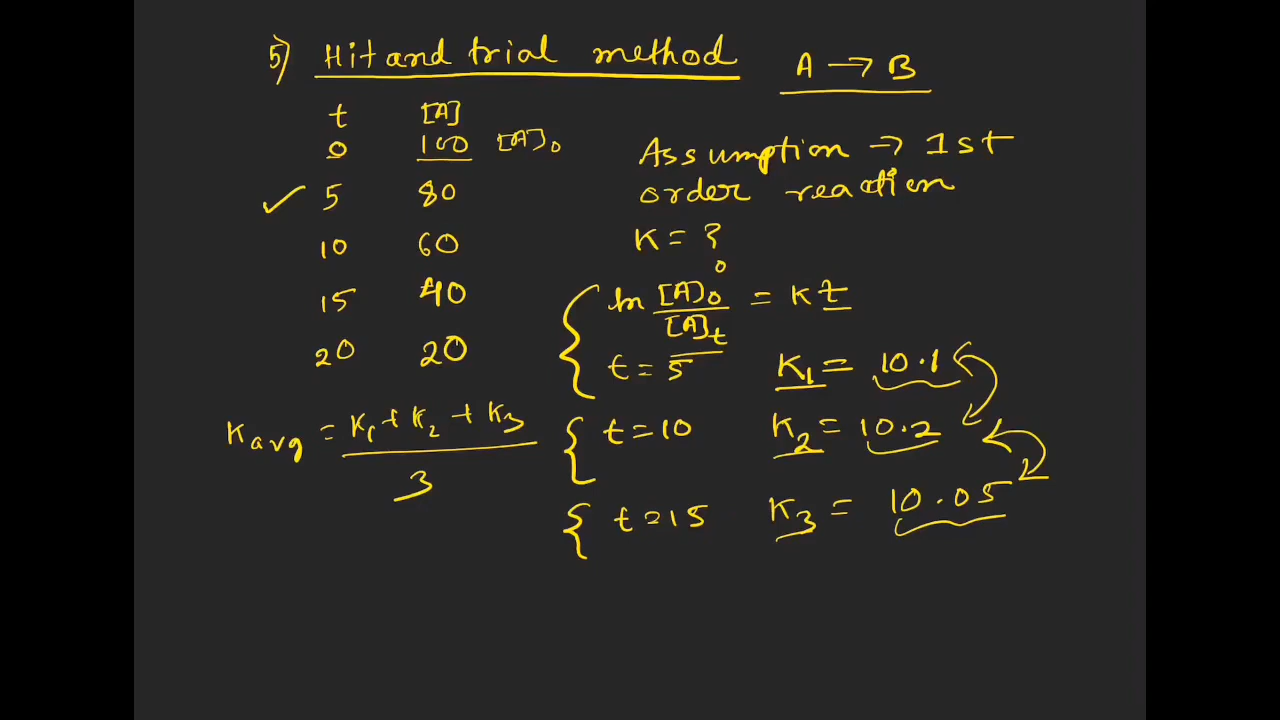 5) Hit and trial method
A → B
t [A]
0 100 [A]₀
✓ 5 80
10 60
15 40
20 20
Assumption → 1st
order reaction
K = ?
0
ln [A]₀/[A]t = K t
t = 5 K₁ = 10.1
t = 10 K₂ = 10.2
t = 15 K₃ = 10.05
Kavg = K₁ + K₂ + K₃ / 3